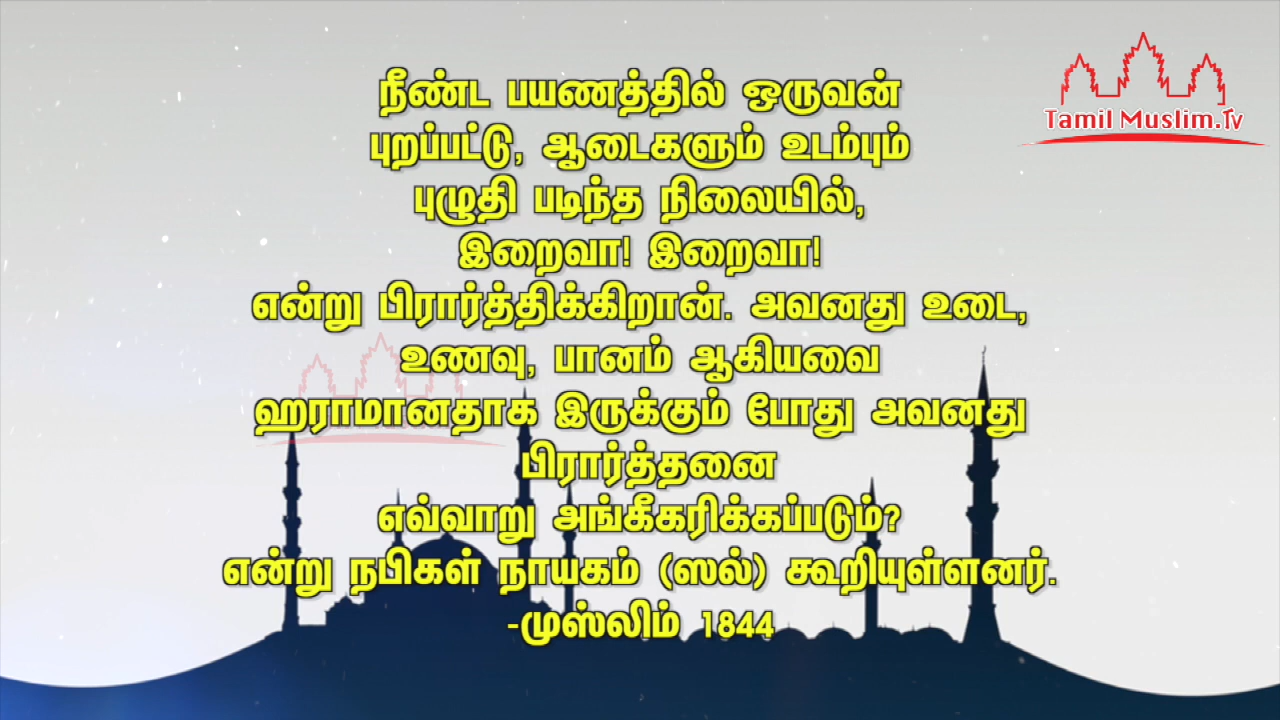 Tamil Muslim.Tv
நீண்ட பயணத்தில் ஒருவன்
புறப்பட்டு, ஆடைகளும் உடம்பும்
புழுதி படிந்த நிலையில்,
இறைவா! இறைவா!
என்று பிரார்த்திக்கிறான். அவனது உடை,
உணவு, பானம் ஆகியவை
ஹராமானதாக இருக்கும் போது அவனது
பிரார்த்தனை
எவ்வாறு அங்கீகரிக்கப்படும்?
என்று நபிகள் நாயகம் (ஸல்) கூறியுள்ளனர்.
-முஸ்லிம் 1844